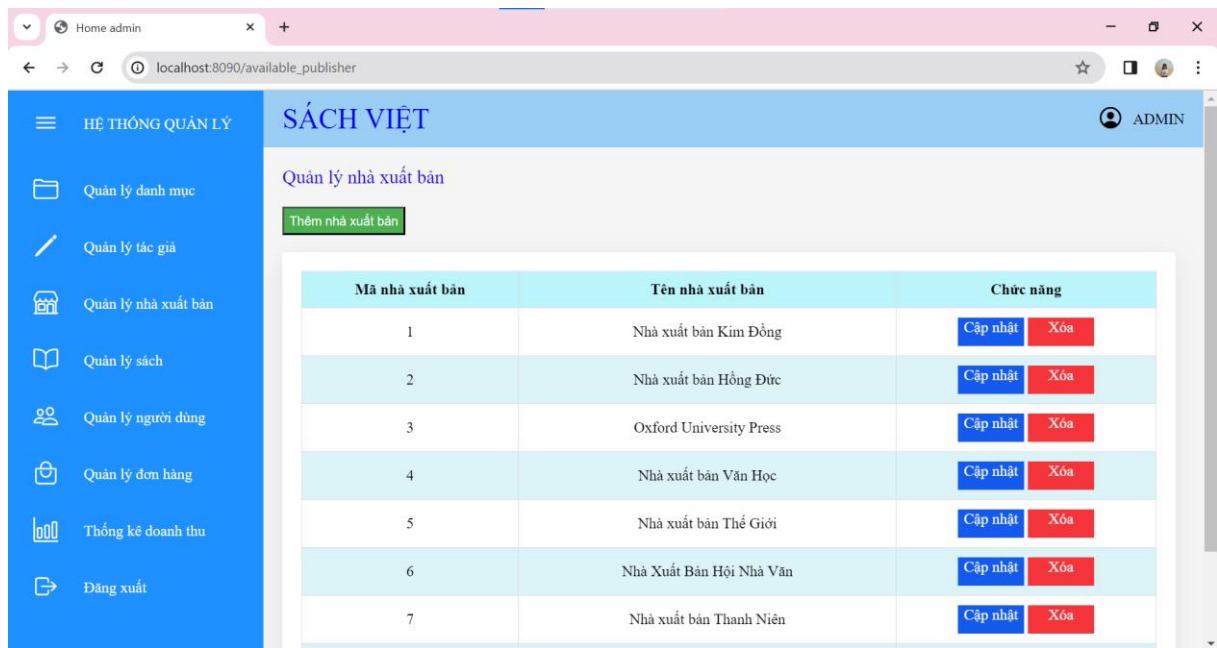 Home admin
localhost:8090/available_publisher
HỆ THỐNG QUẢN LÝ
SÁCH VIỆT
ADMIN
Quản lý danh mục
Quản lý tác giả
Quản lý nhà xuất bản
Quản lý sách
Quản lý người dùng
Quản lý đơn hàng
Thống kê doanh thu
Đăng xuất
Quản lý nhà xuất bản
Thêm nhà xuất bản
Mã nhà xuất bản Tên nhà xuất bản Chức năng
1 Nhà xuất bản Kim Đồng Cập nhật Xóa
2 Nhà xuất bản Hồng Đức Cập nhật Xóa
3 Oxford University Press Cập nhật Xóa
4 Nhà xuất bản Văn Học Cập nhật Xóa
5 Nhà xuất bản Thế Giới Cập nhật Xóa
6 Nhà Xuất Bản Hội Nhà Văn Cập nhật Xóa
7 Nhà xuất bản Thanh Niên Cập nhật Xóa